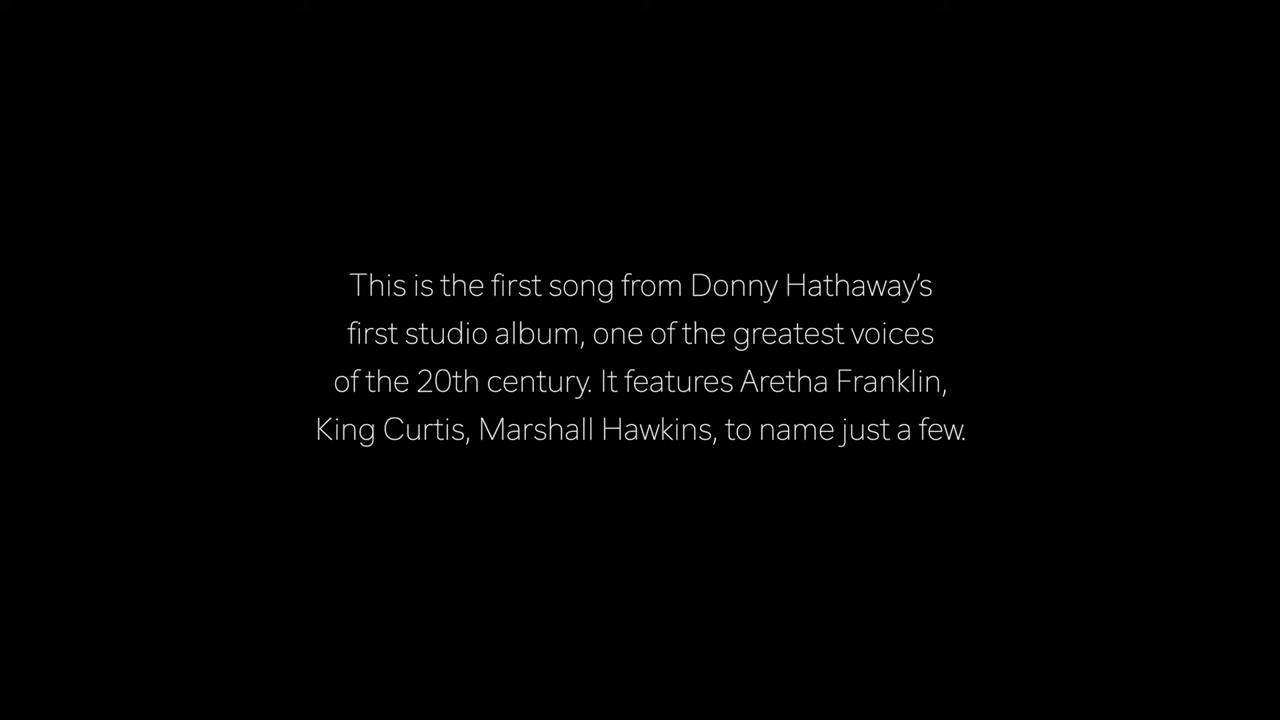 This is the first song from Donny Hathaway’s
first studio album, one of the greatest voices
of the 20th century. It features Aretha Franklin,
King Curtis, Marshall Hawkins, to name just a few.